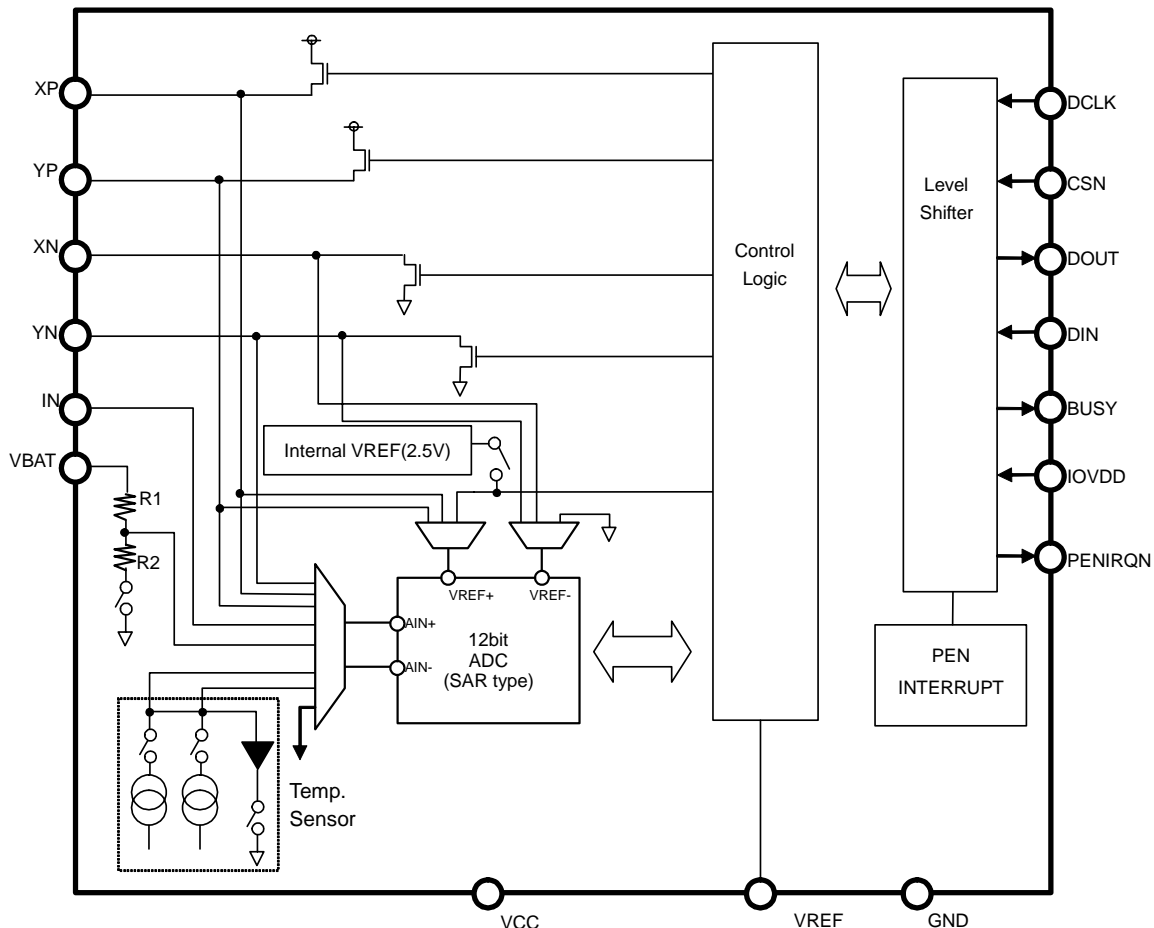 XP
YP
XN
YN
IN
VBAT
R1
R2
Internal VREF(2.5V)
VREF+
VREF-
AIN+
AIN-
12bit
ADC
(SAR type)
Temp.
Sensor
Control
Logic
Level
Shifter
PEN
INTERRUPT
DCLK
CSN
DOUT
DIN
BUSY
IOVDD
PENIRQN
VCC
VREF
GND